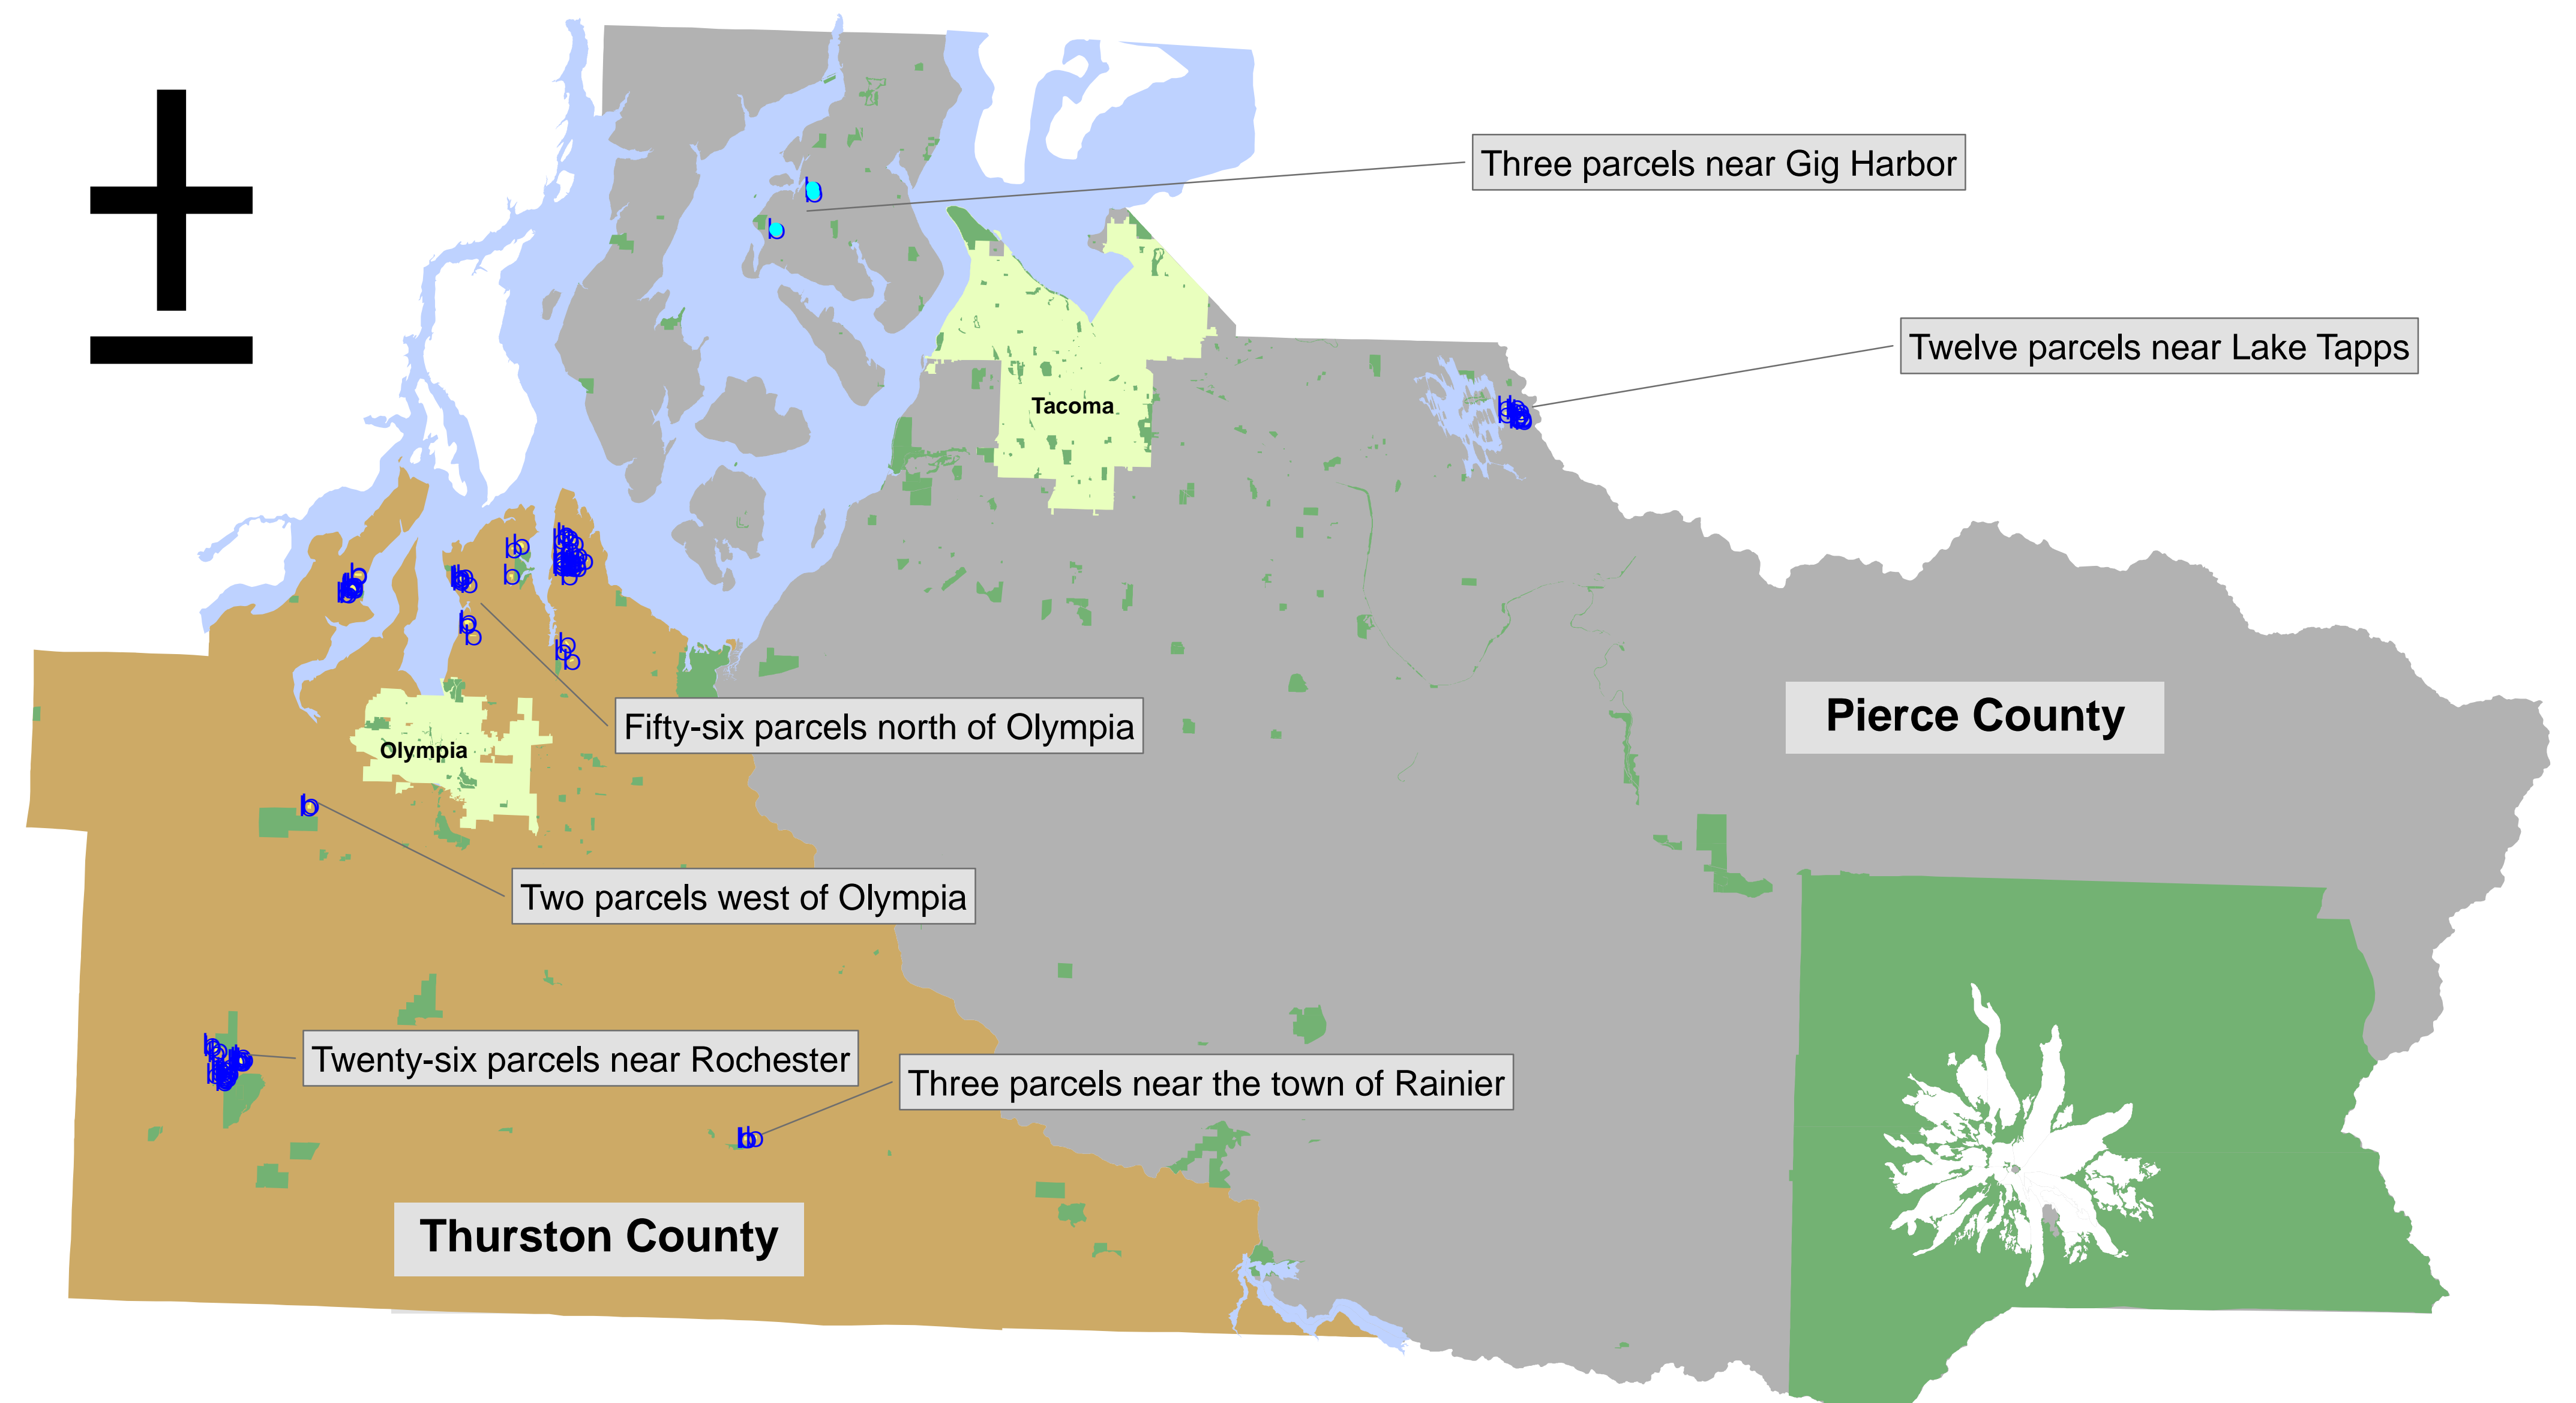 ±
Three parcels near Gig Harbor
Twelve parcels near Lake Tapps
Tacoma
Fifty-six parcels north of Olympia
Pierce County
Olympia
Two parcels west of Olympia
Twenty-six parcels near Rochester
Three parcels near the town of Rainier
Thurston County